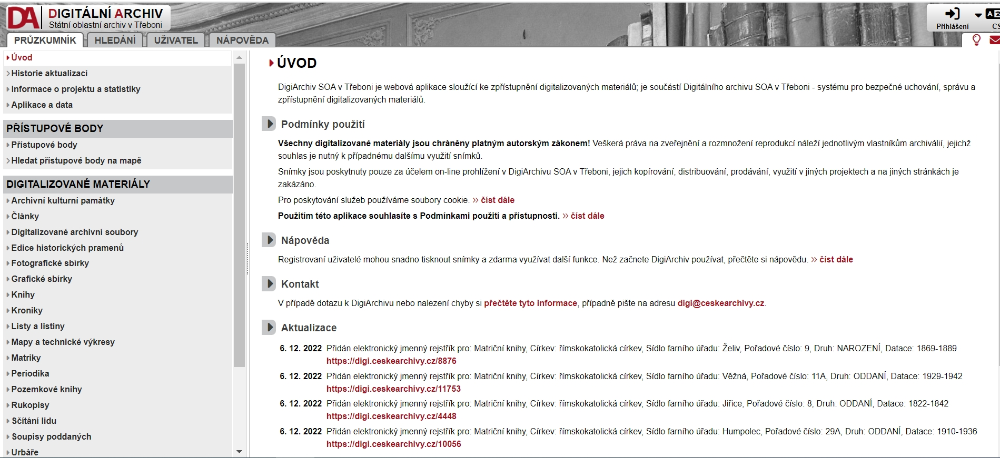 DA DIGITÁLNÍ ARCHIV
Státní oblastní archiv v Třeboni
Přihlášení
CS
PRŮZKUMNÍK
HLEDÁNÍ
UŽIVATEL
NÁPOVĚDA
Úvod
Historie aktualizací
Informace o projektu a statistiky
Aplikace a data
PŘÍSTUPOVÉ BODY
Přístupové body
Hledat přístupové body na mapě
DIGITALIZOVANÉ MATERIÁLY
Archivní kulturní památky
Články
Digitalizované archivní soubory
Edice historických pramenů
Fotografické sbírky
Grafické sbírky
Knihy
Kroniky
Listy a listiny
Mapy a technické výkresy
Matriky
Periodika
Pozemkové knihy
Rukopisy
Sčítání lidu
Soupisy poddaných
Urbáře
ÚVOD
DigiArchiv SOA v Třeboni je webová aplikace sloužící ke zpřístupnění digitalizovaných materiálů; je součástí Digitálního archivu SOA v Třeboni - systému pro bezpečné uchování, správu a
zpřístupnění digitalizovaných materiálů.
Podmínky použití
Všechny digitalizované materiály jsou chráněny platným autorským zákonem! Veškerá práva na zveřejnění a rozmnožení reprodukcí náleží jednotlivým vlastníkům archiválií, jejichž
souhlas je nutný k případnému dalšímu využití snímků.
Snímky jsou poskytnuty pouze za účelem on-line prohlížení v DigiArchivu SOA v Třeboni, jejich kopírování, distribuování, prodávání, využití v jiných projektech a na jiných stránkách je
zakázáno.
Pro poskytování služeb používáme soubory cookie. » číst dále
Použitím této aplikace souhlasíte s Podmínkami použití a přístupnosti. » číst dále
Nápověda
Registrovaní uživatelé mohou snadno tisknout snímky a zdarma využívat další funkce. Než začnete DigiArchiv používat, přečtěte si nápovědu. » číst dále
Kontakt
V případě dotazu k DigiArchivu nebo nalezení chyby si přečtěte tyto informace, případně pište na adresu digi@ceskearchivy.cz.
Aktualizace
6. 12. 2022 Přidán elektronický jmenný rejstřík pro: Matriční knihy, Církev: římskokatolická církev, Sídlo farního úřadu: Želiv, Pořadové číslo: 9, Druh: NAROZENÍ, Datace: 1869-1889
https://digi.ceskearchivy.cz/8876
6. 12. 2022 Přidán elektronický jmenný rejstřík pro: Matriční knihy, Církev: římskokatolická církev, Sídlo farního úřadu: Věžná, Pořadové číslo: 11A, Druh: ODDANÍ, Datace: 1929-1942
https://digi.ceskearchivy.cz/11753
6. 12. 2022 Přidán elektronický jmenný rejstřík pro: Matriční knihy, Církev: římskokatolická církev, Sídlo farního úřadu: Jiřice, Pořadové číslo: 8, Druh: ODDANÍ, Datace: 1822-1842
https://digi.ceskearchivy.cz/4448
6. 12. 2022 Přidán elektronický jmenný rejstřík pro: Matriční knihy, Církev: římskokatolická církev, Sídlo farního úřadu: Humpolec, Pořadové číslo: 29A, Druh: ODDANÍ, Datace: 1910-1936
https://digi.ceskearchivy.cz/10056